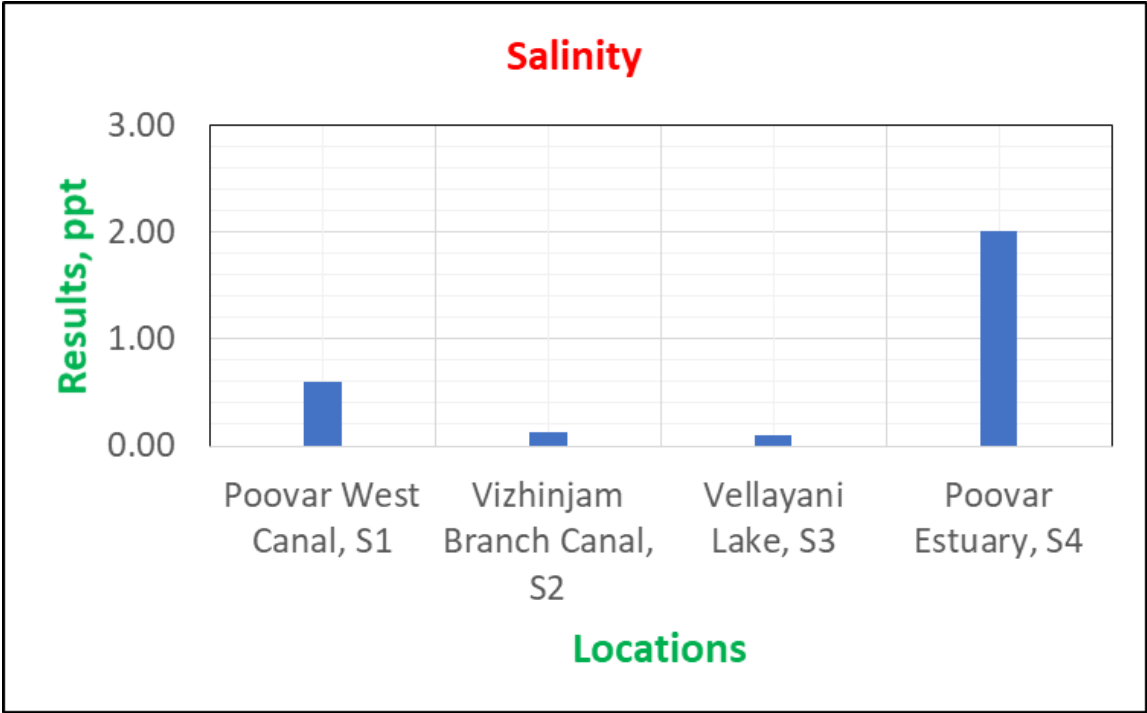 Salinity
Results, ppt
3.00
2.00
1.00
0.00
Poovar West
Canal, S1
Vizhinjam
Branch Canal,
S2
Vellayani
Lake, S3
Poovar
Estuary, S4
Locations